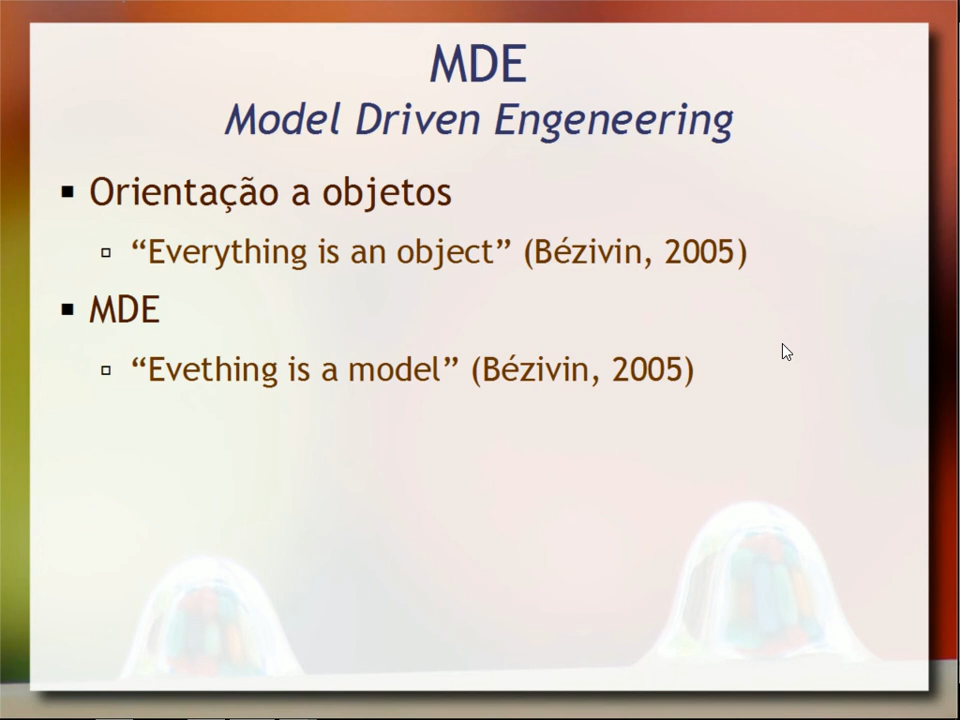 MDE
Model Driven Engeneering
▪ Orientação a objetos
▫ “Everything is an object” (Bézivin, 2005)
▪ MDE
▫ “Evething is a model” (Bézivin, 2005)